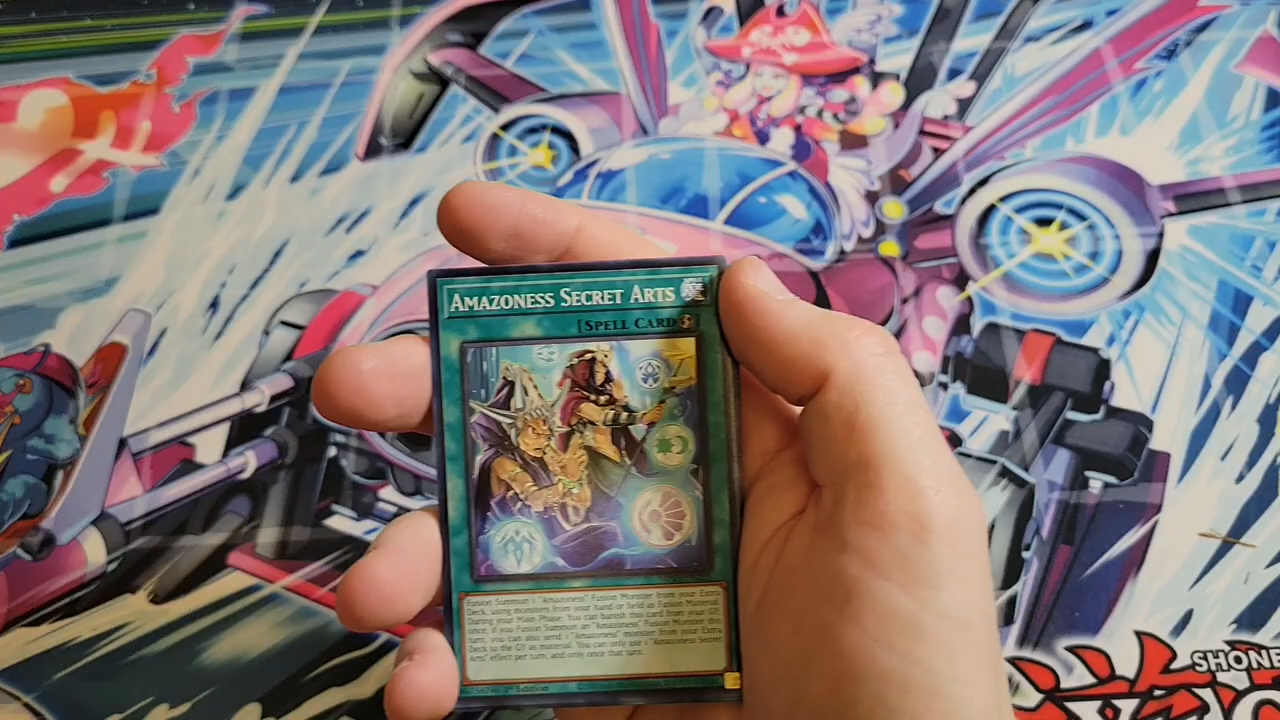 AMAZONESS SECRET ARTS
[SPELL CARD
Fusion Summon 1 "Amazoness" Fusion Monster from your Extra
Deck, using monsters from your hand or field as Fusion Material.
During your Main Phase: You can banish this card from your GY;
once, if you Fusion Summon an "Amazoness" Fusion Monster this
turn, you can also send 1 "Amazoness" monster from your Extra
Deck to the GY as material. You can only use 1 "Amazoness Secret
Arts" effect per turn, and only once that turn.
1st Edition
SHONE